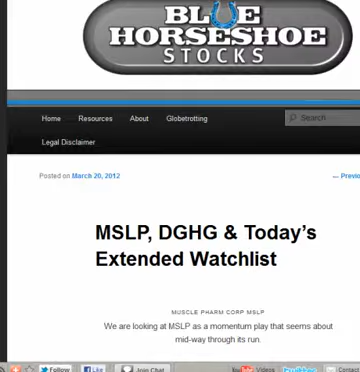 BLUE
HORSESHOE
STOCKS
Home Resources About Globetrotting
Search
Legal Disclaimer
Posted on March 20, 2012
← Previo
MSLP, DGHG & Today's
Extended Watchlist
MUSCLE PHARM CORP MSLP
We are looking at MSLP as a momentum play that seems about
mid-way through its run.
Follow Like Join Chat Videos Contact